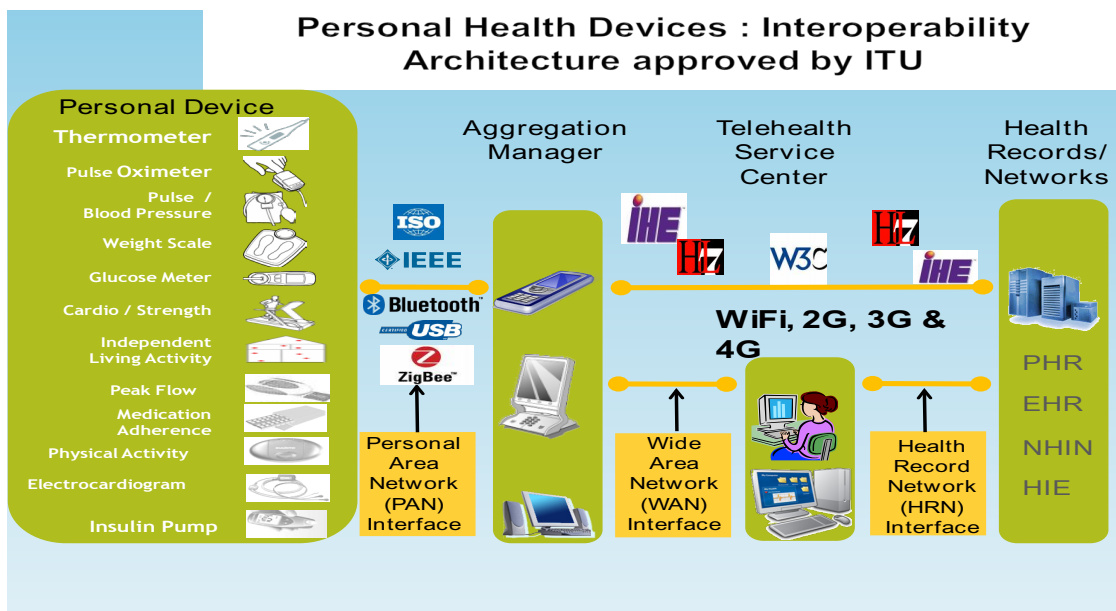 Personal Health Devices : Interoperability
Architecture approved by ITU
Personal Device
Thermometer
Pulse Oximeter
Pulse /
Blood Pressure
Weight Scale
Glucose Meter
Cardio / Strength
Independent
Living Activity
Peak Flow
Medication
Adherence
Physical Activity
Electrocardiogram
Insulin Pump
ISO
IEEE
Bluetooth™
CERTIFIED USB
ZigBee™
Personal
Area
Network
(PAN)
Interface
Aggregation
Manager
IHE
HL7
W3C
HL7
IHE
WiFi, 2G, 3G &
4G
Wide
Area
Network
(WAN)
Interface
Telehealth
Service
Center
Health
Record
Network
(HRN)
Interface
Health
Records/
Networks
PHR
EHR
NHIN
HIE